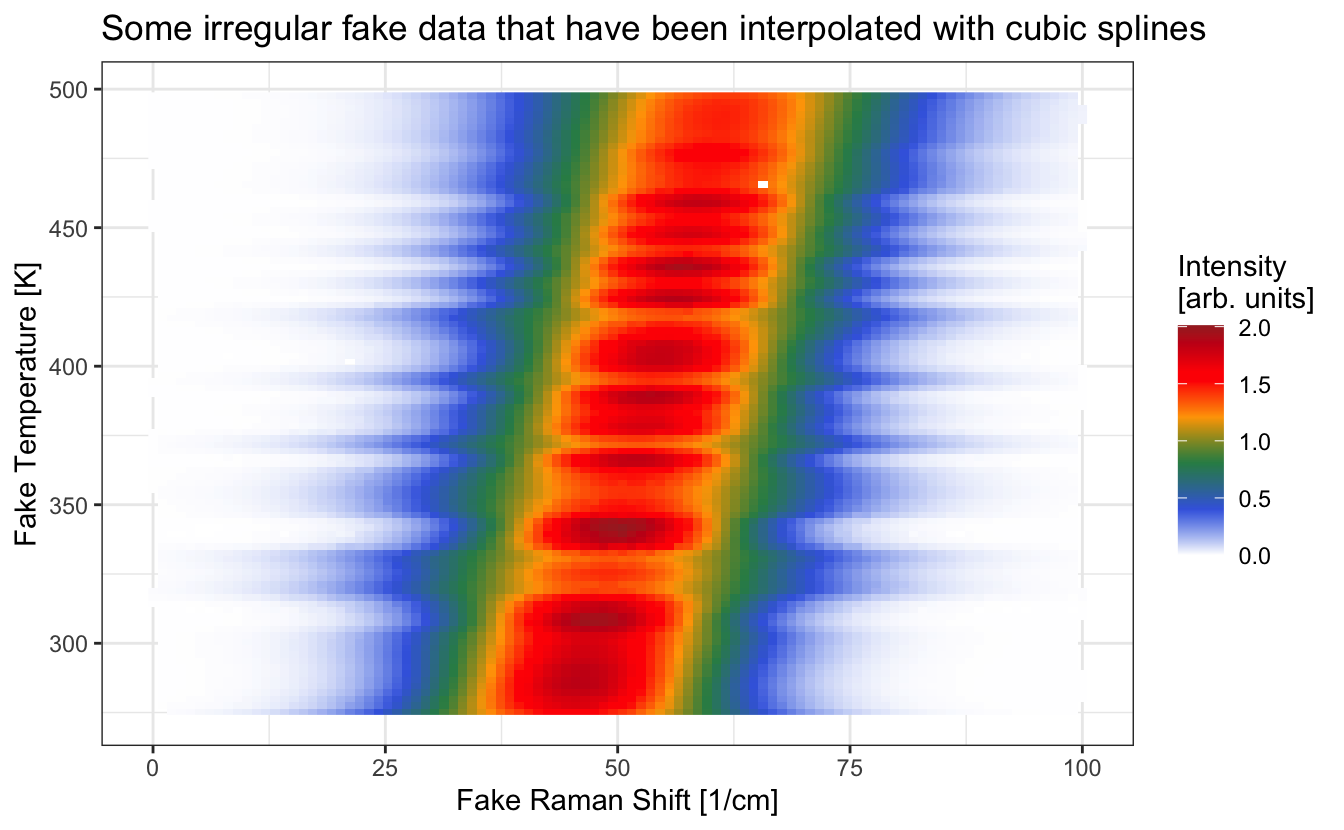 Some irregular fake data that have been interpolated with cubic splines
500
450
400
350
300
Fake Temperature [K]
0 25 50 75 100
Fake Raman Shift [1/cm]
Intensity
[arb. units]
2.0
1.5
1.0
0.5
0.0